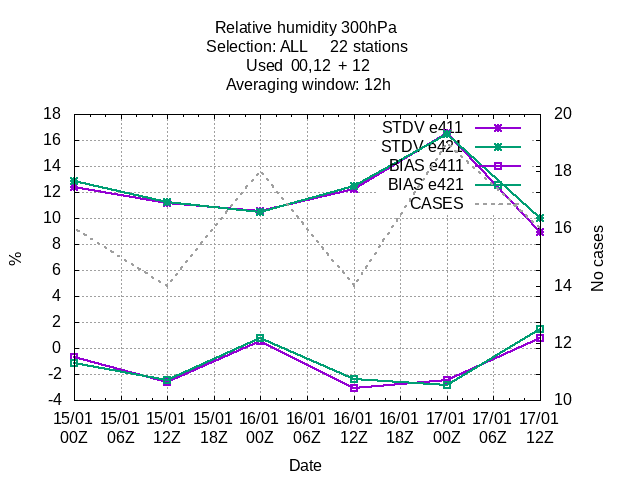 Relative humidity 300hPa
Selection: ALL     22 stations
Used  00,12  + 12
Averaging window: 12h
STDV e411
STDV e421
BIAS e411
BIAS e421
CASES
18
16
14
12
10
8
6
4
2
0
-2
-4
%
20
18
16
14
12
10
No cases
15/01 15/01 15/01 15/01 16/01 16/01 16/01 16/01 17/01 17/01 17/01
00Z 06Z 12Z 18Z 00Z 06Z 12Z 18Z 00Z 06Z 12Z
Date